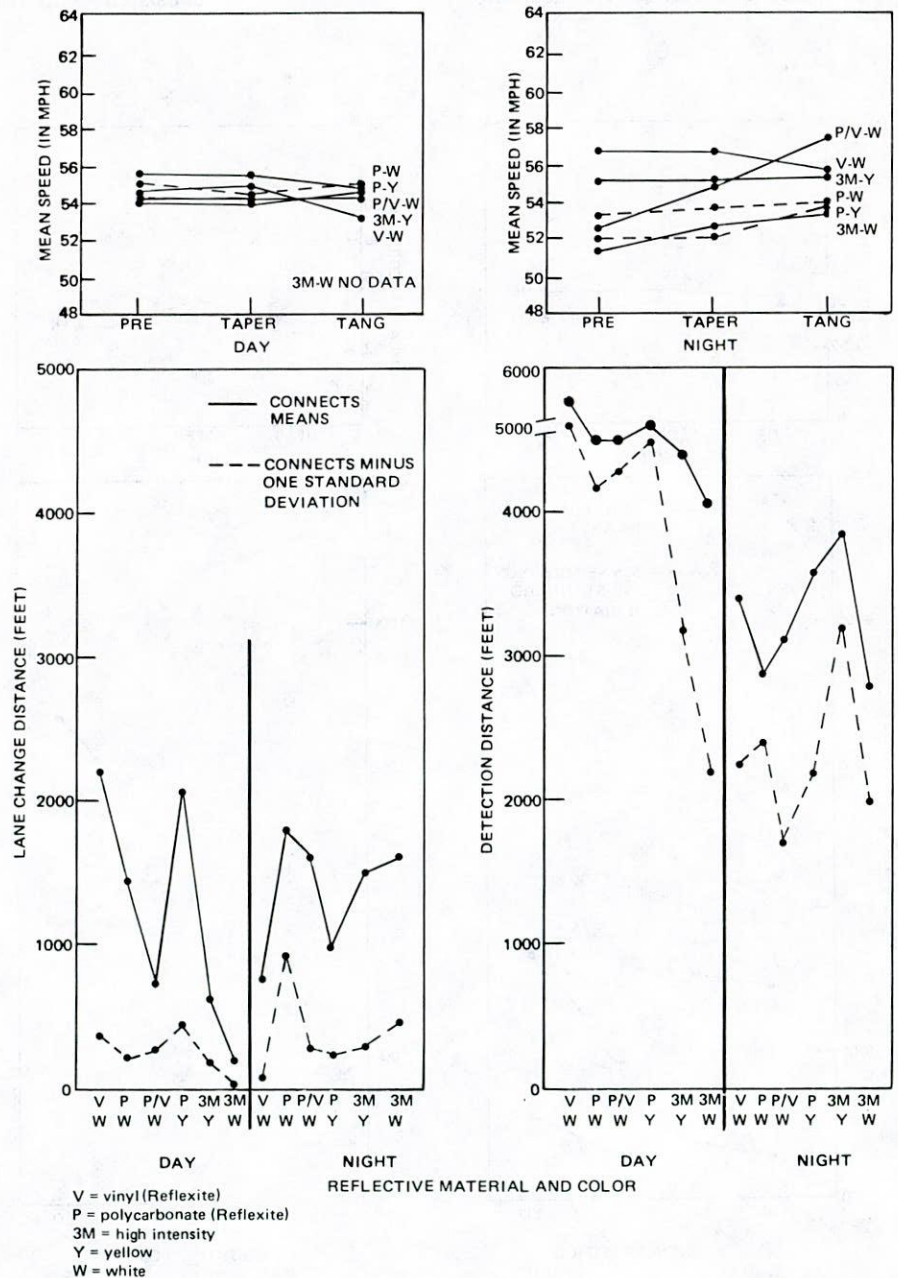 64
62
60
58
56
54
52
50
48
MEAN SPEED (IN MPH)
P-W
P-Y
P/V-W
3M-Y
V-W
3M-W NO DATA
PRE TAPER TANG
DAY
64
62
60
58
56
54
52
50
48
MEAN SPEED (IN MPH)
P/V-W
V-W
3M-Y
P-W
P-Y
3M-W
PRE TAPER TANG
NIGHT
5000
4000
3000
2000
1000
0
LANE CHANGE DISTANCE (FEET)
CONNECTS
MEANS
CONNECTS MINUS
ONE STANDARD
DEVIATION
V P P/V P 3M 3M V P P/V P 3M 3M
W W W Y Y W W W W Y Y W
DAY NIGHT
6000
5000
4000
3000
2000
1000
0
DETECTION DISTANCE (FEET)
V P P/V P 3M 3M V P P/V P 3M 3M
W W W Y Y W W W W Y Y W
DAY NIGHT
REFLECTIVE MATERIAL AND COLOR
V = vinyl (Reflexite)
P = polycarbonate (Reflexite)
3M = high intensity
Y = yellow
W = white